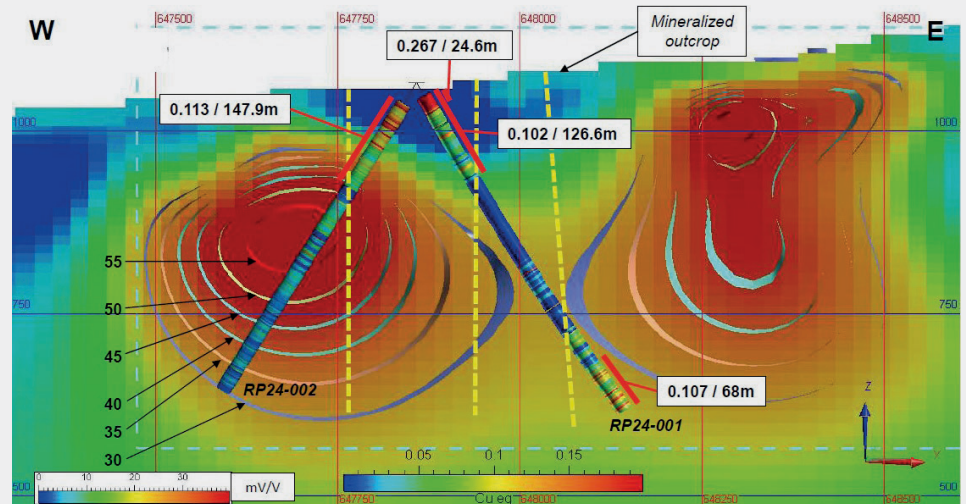 647500
647750
648000
648500
W
E
Mineralized
outcrop
0.267 / 24.6m
0.113 / 147.9m
0.102 / 126.6m
1000
1000
750
750
55
50
45
40
35
30
RP24-002
0.107 / 68m
RP24-001
Z
0
20
mV/V
0.05
0.1
0.15
Cu eq
500
500
647750
648000
648250
648500